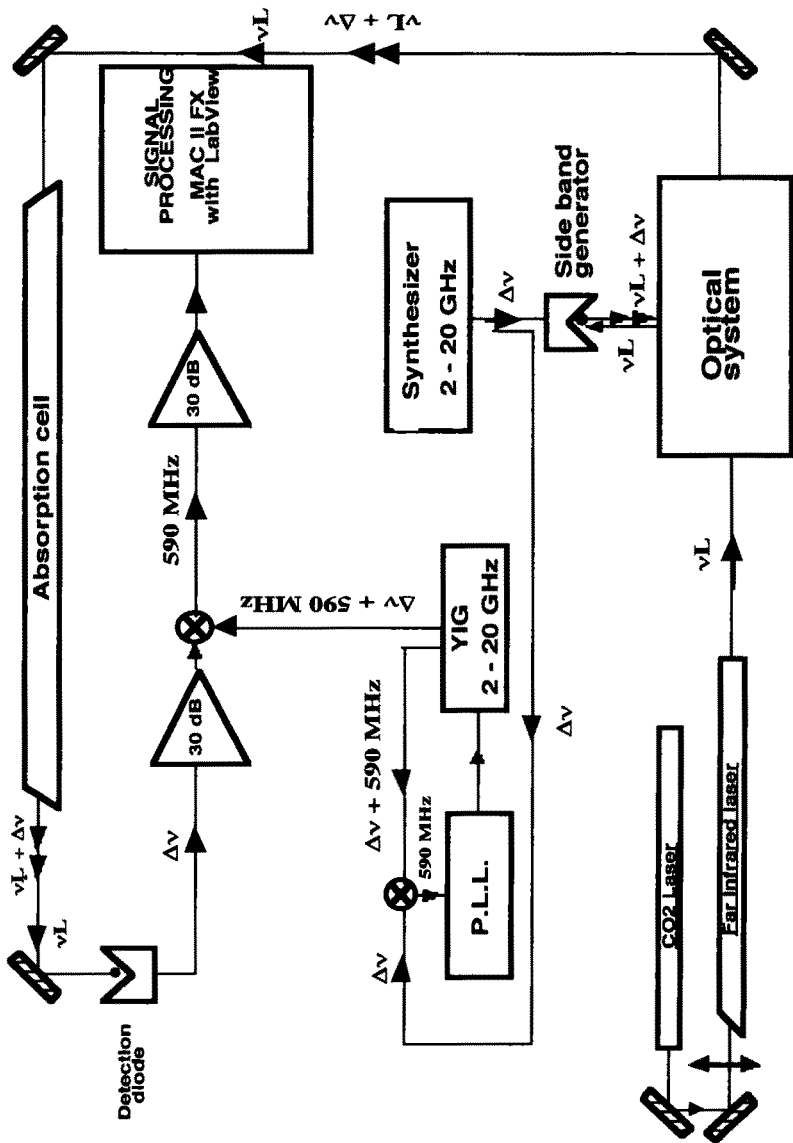 νL + Δν
νL
SIGNAL
PROCESSING
MAC II FX
with LabView
Absorption cell
30 dB
590 MHz
Δν + 590 MHz
30 dB
Δν
νL + Δν
νL
Detection
diode
Synthesizer
2 - 20 GHz
Δν
Side band
generator
νL + Δν
νL
Optical
system
YIG
2 - 20 GHz
Δν
Δν + 590 MHz
590 MHz
P.L.L.
Δν
νL
CO2 Laser
Far Infrared laser